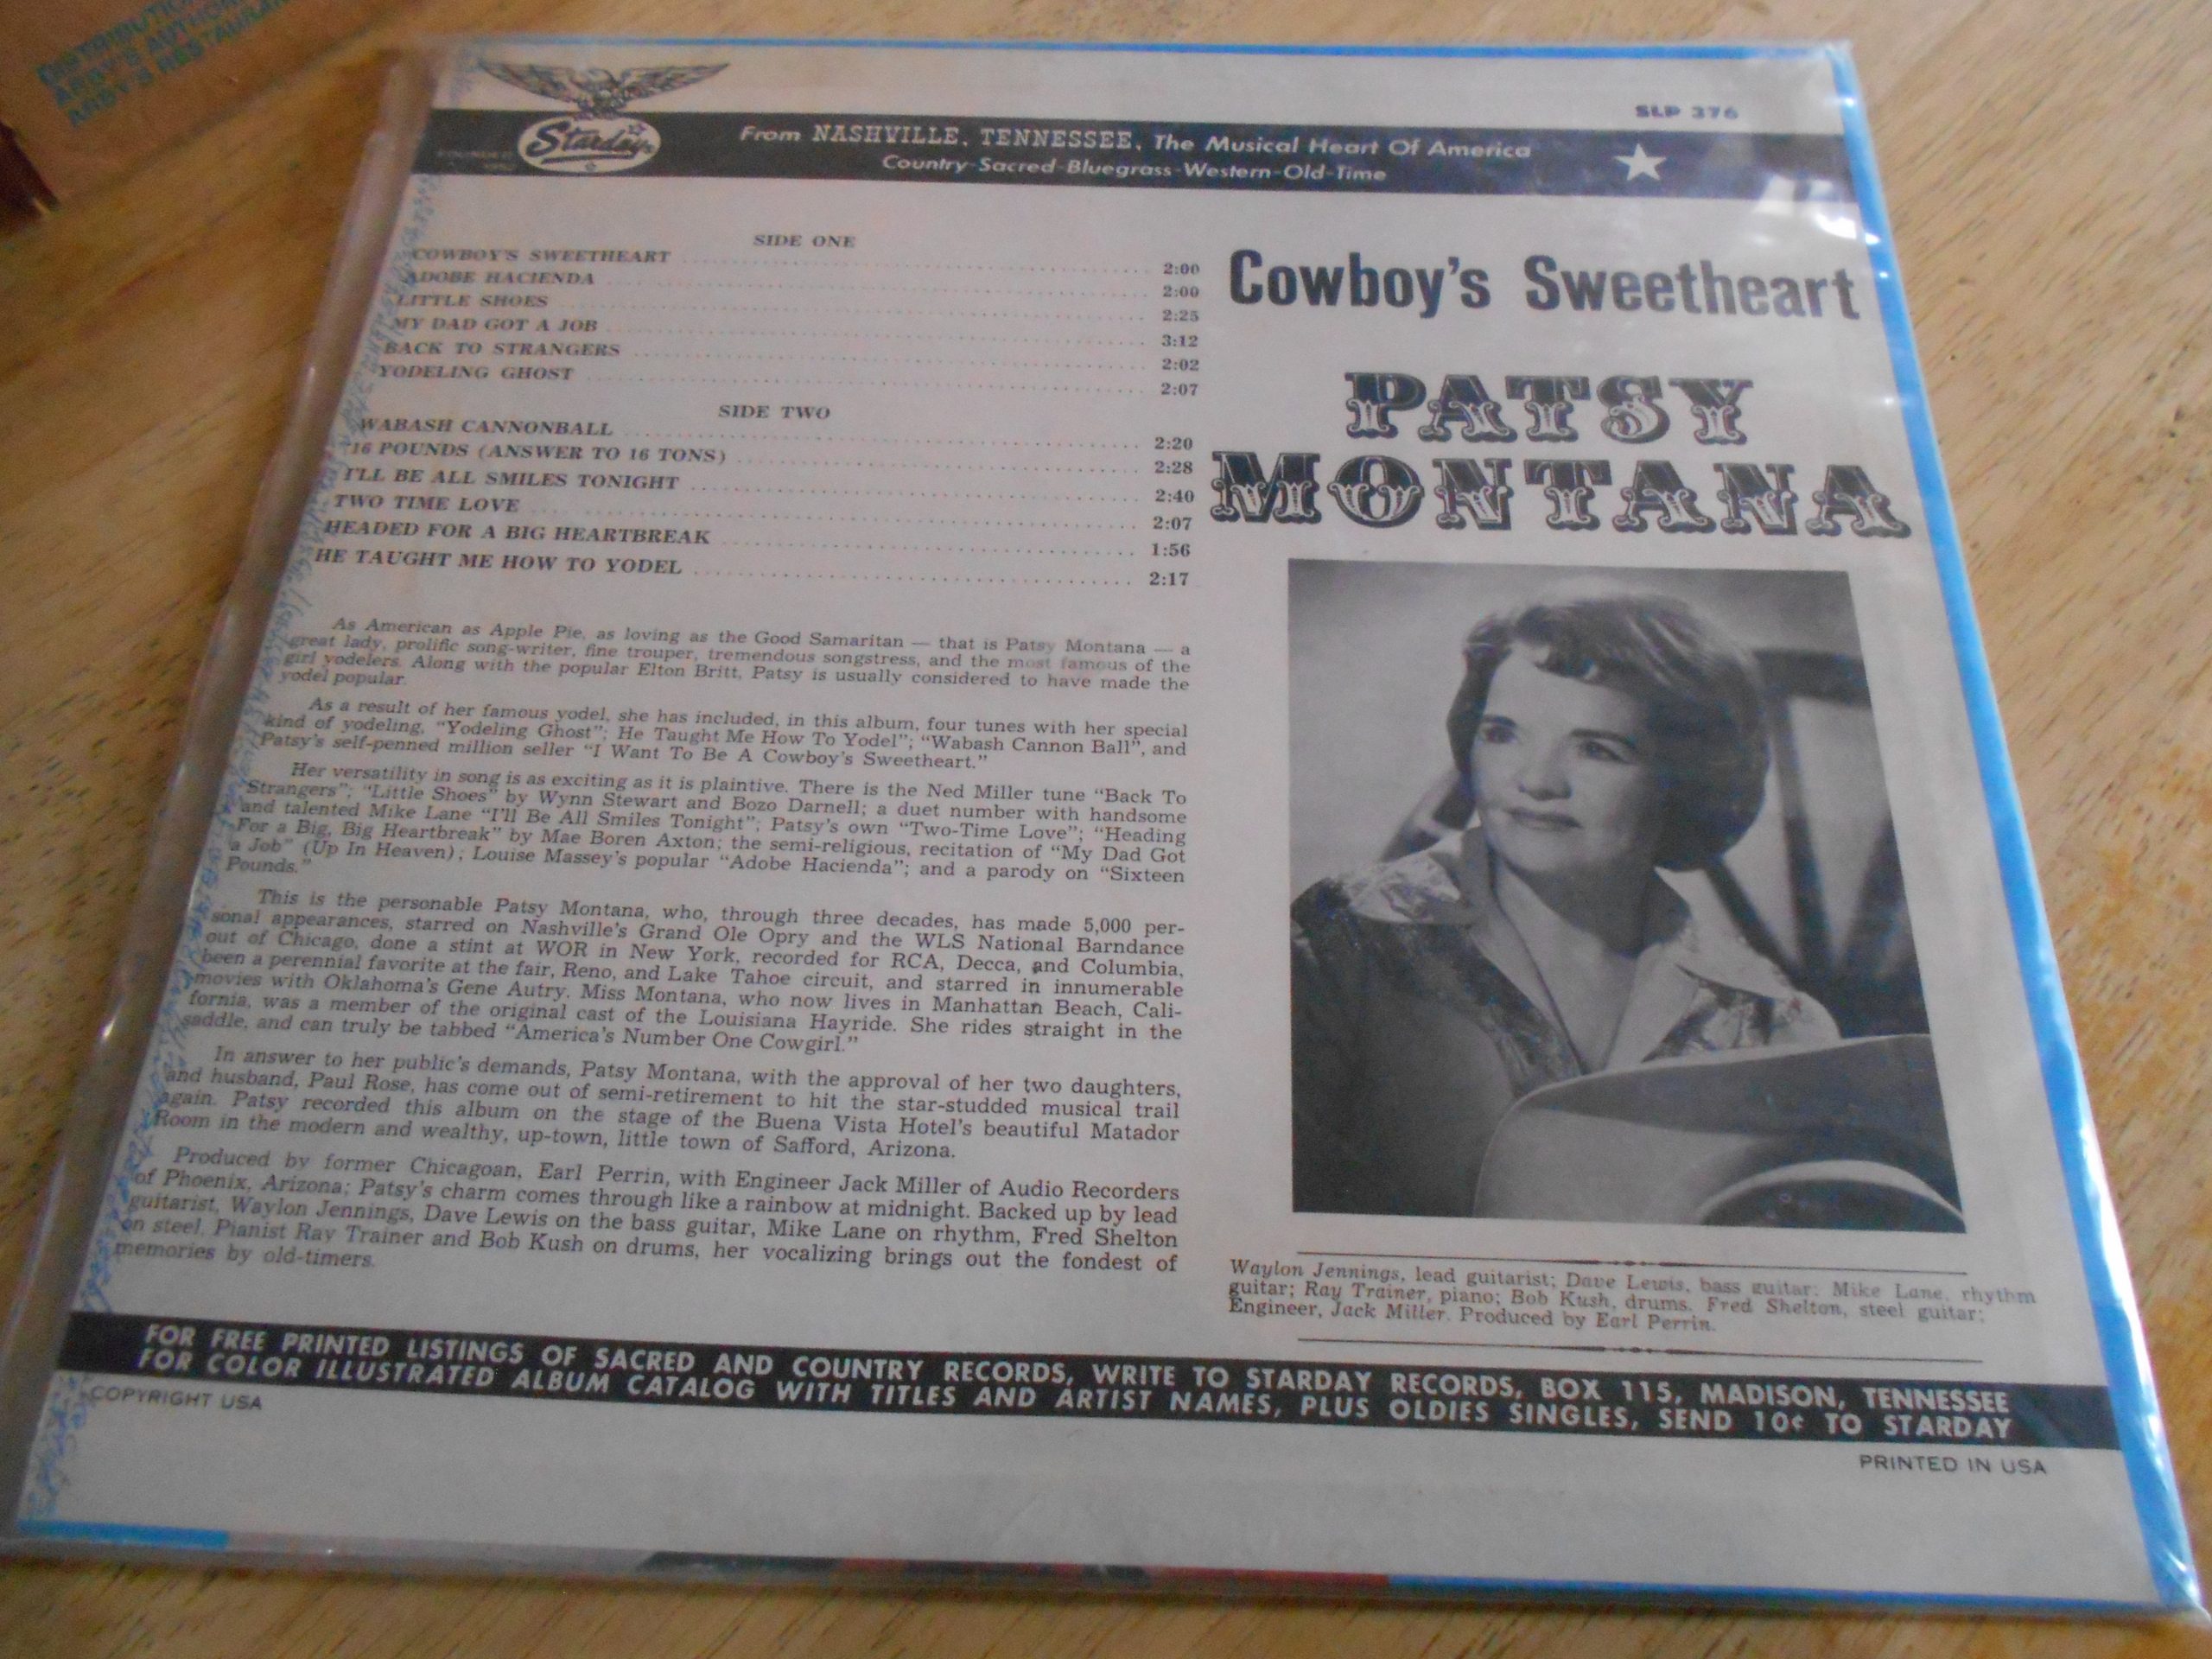 DISTRIBUTION
ARBY'S AUTHOR
ARBY'S RESTAURAN
Starday
SLP 376
From NASHVILLE, TENNESSEE, The Musical Heart Of America
Country-Sacred-Bluegrass-Western-Old-Time
SIDE ONE
COWBOY'S SWEETHEART 2:00
ADOBE HACIENDA 2:00
LITTLE SHOES 2:25
MY DAD GOT A JOB 3:12
BACK TO STRANGERS 2:02
YODELING GHOST 2:07
SIDE TWO
WABASH CANNONBALL 2:20
16 POUNDS (ANSWER TO 16 TONS) 2:28
I'LL BE ALL SMILES TONIGHT 2:40
TWO TIME LOVE 2:07
HEADED FOR A BIG HEARTBREAK 1:56
HE TAUGHT ME HOW TO YODEL 2:17
As American as Apple Pie, as loving as the Good Samaritan — that is Patsy Montana — a
great lady, prolific song-writer, fine trouper, tremendous songstress, and the most famous of the
girl yodelers. Along with the popular Elton Britt, Patsy is usually considered to have made the
yodel popular.
As a result of her famous yodel, she has included, in this album, four tunes with her special
kind of yodeling, "Yodeling Ghost"; He Taught Me How To Yodel"; "Wabash Cannon Ball", and
Patsy's self-penned million seller "I Want To Be A Cowboy's Sweetheart."
Her versatility in song is as exciting as it is plaintive. There is the Ned Miller tune "Back To
Strangers"; "Little Shoes" by Wynn Stewart and Bozo Darnell; a duet number with handsome
and talented Mike Lane "I'll Be All Smiles Tonight"; Patsy's own "Two-Time Love"; "Heading
For a Big, Big Heartbreak" by Mae Boren Axton; the semi-religious, recitation of "My Dad Got
a Job" (Up In Heaven); Louise Massey's popular "Adobe Hacienda"; and a parody on "Sixteen
Pounds."
This is the personable Patsy Montana, who, through three decades, has made 5,000 per-
sonal appearances, starred on Nashville's Grand Ole Opry and the WLS National Barndance
out of Chicago, done a stint at WOR in New York, recorded for RCA, Decca, and Columbia,
been a perennial favorite at the fair, Reno, and Lake Tahoe circuit, and starred in innumerable
movies with Oklahoma's Gene Autry. Miss Montana, who now lives in Manhattan Beach, Cali-
fornia, was a member of the original cast of the Louisiana Hayride. She rides straight in the
saddle, and can truly be tabbed "America's Number One Cowgirl."
In answer to her public's demands, Patsy Montana, with the approval of her two daughters,
and husband, Paul Rose, has come out of semi-retirement to hit the star-studded musical trail
again. Patsy recorded this album on the stage of the Buena Vista Hotel's beautiful Matador
Room in the modern and wealthy, up-town, little town of Safford, Arizona.
Produced by former Chicagoan, Earl Perrin, with Engineer Jack Miller of Audio Recorders
of Phoenix, Arizona; Patsy's charm comes through like a rainbow at midnight. Backed up by lead
guitarist, Waylon Jennings, Dave Lewis on the bass guitar, Mike Lane on rhythm, Fred Shelton
on steel. Pianist Ray Trainer and Bob Kush on drums, her vocalizing brings out the fondest of
memories by old-timers.
Cowboy's Sweetheart
PATSY
MONTANA
Waylon Jennings, lead guitarist; Dave Lewis, bass guitar; Mike Lane, rhythm
guitar; Ray Trainer, piano; Bob Kush, drums. Fred Shelton, steel guitar;
Engineer, Jack Miller. Produced by Earl Perrin.
FOR FREE PRINTED LISTINGS OF SACRED AND COUNTRY RECORDS, WRITE TO STARDAY RECORDS, BOX 115, MADISON, TENNESSEE
FOR COLOR ILLUSTRATED ALBUM CATALOG WITH TITLES AND ARTIST NAMES, PLUS OLDIES SINGLES, SEND 10¢ TO STARDAY
COPYRIGHT USA
PRINTED IN USA